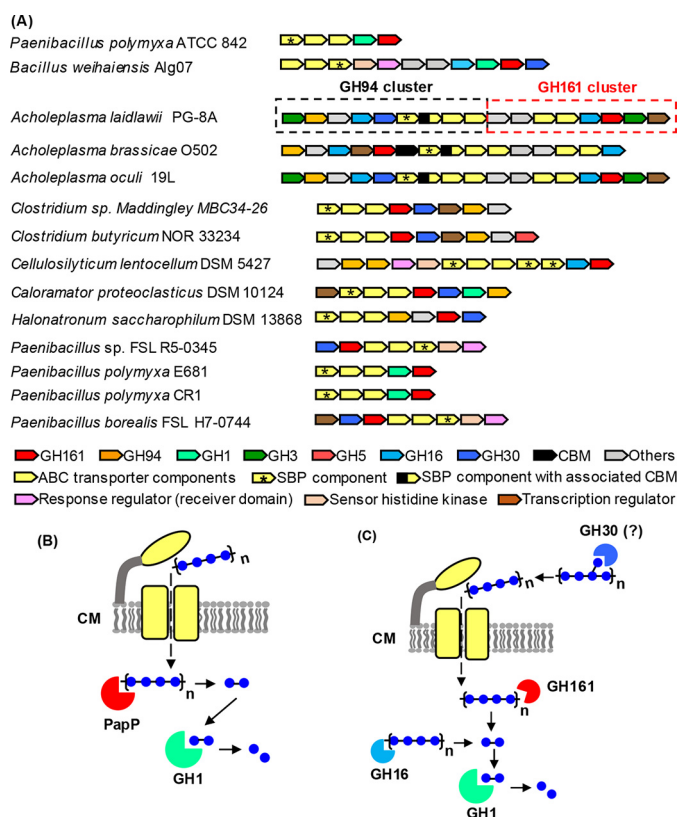 (A)
Paenibacillus polymyxa ATCC 842
Bacillus weihaiensis Alg07
GH94 cluster GH161 cluster
Acholeplasma laidlawii PG-8A
Acholeplasma brassicae O502
Acholeplasma oculi 19L
Clostridium sp. Maddingley MBC34-26
Clostridium butyricum NOR 33234
Cellulosilyticum lentocellum DSM 5427
Caloramator proteoclasticus DSM 10124
Halonatronum saccharophilum DSM 13868
Paenibacillus sp. FSL R5-0345
Paenibacillus polymyxa E681
Paenibacillus polymyxa CR1
Paenibacillus borealis FSL H7-0744
GH161 GH94 GH1 GH3 GH5 GH16 GH30 CBM Others
ABC transporter components * SBP component SBP component with associated CBM
Response regulator (receiver domain) Sensor histidine kinase Transcription regulator
(B)
n
CM
n
PapP
GH1
(C)
GH30 (?)
n
n
CM
GH161
n
n
GH16
GH1